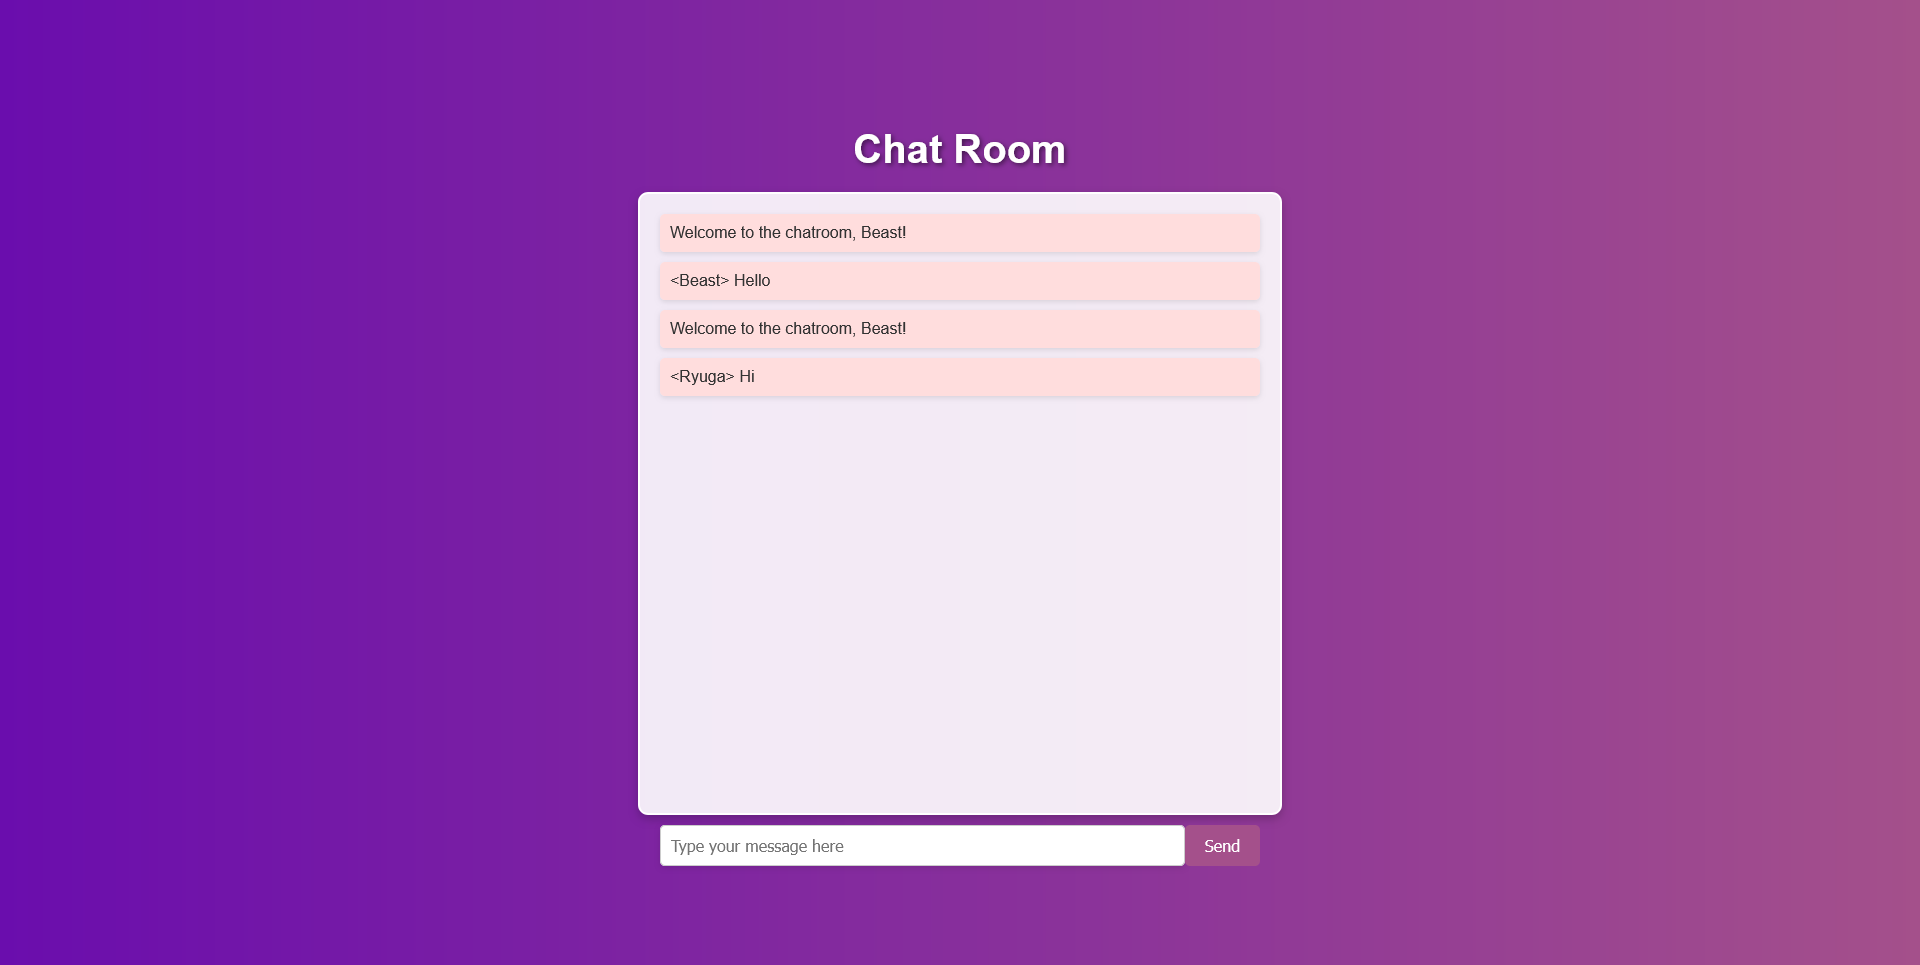 Chat Room
Welcome to the chatroom, Beast!
<Beast> Hello
Welcome to the chatroom, Beast!
<Ryuga> Hi
Type your message here
Send